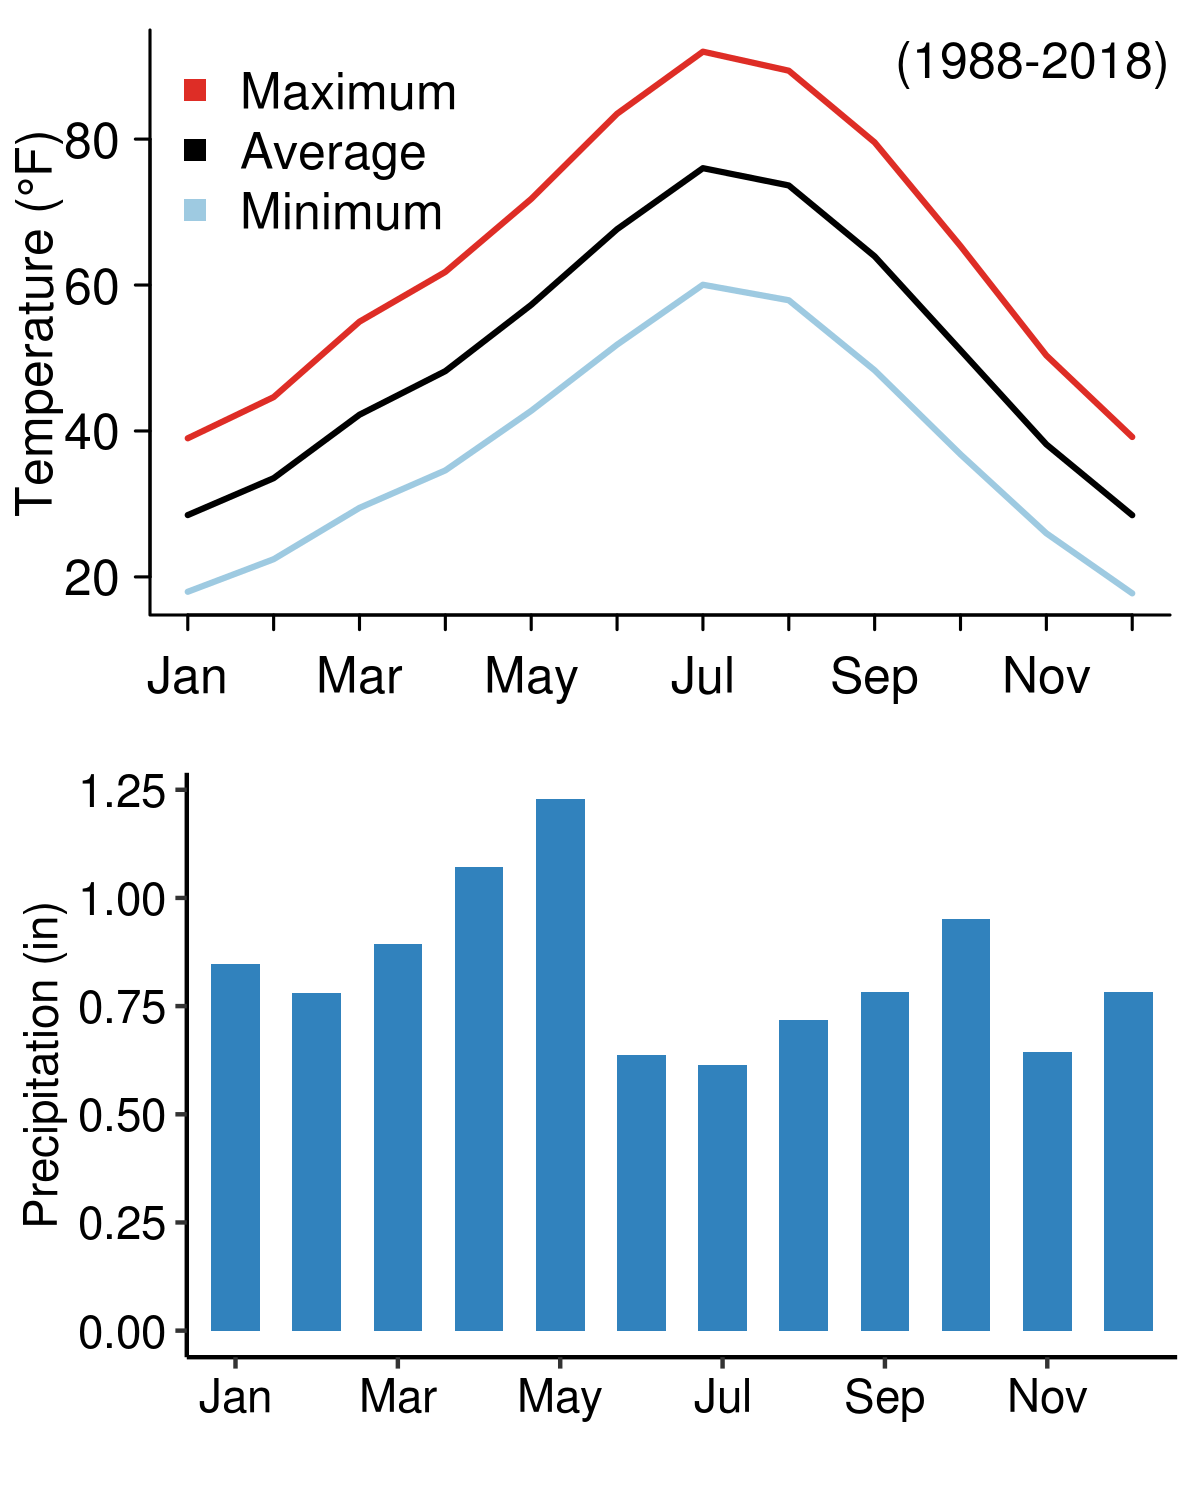 (1988-2018)
Maximum
Average
Minimum
Temperature (°F)
80
60
40
20
Jan Mar May Jul Sep Nov
Precipitation (in)
1.25
1.00
0.75
0.50
0.25
0.00
Jan Mar May Jul Sep Nov